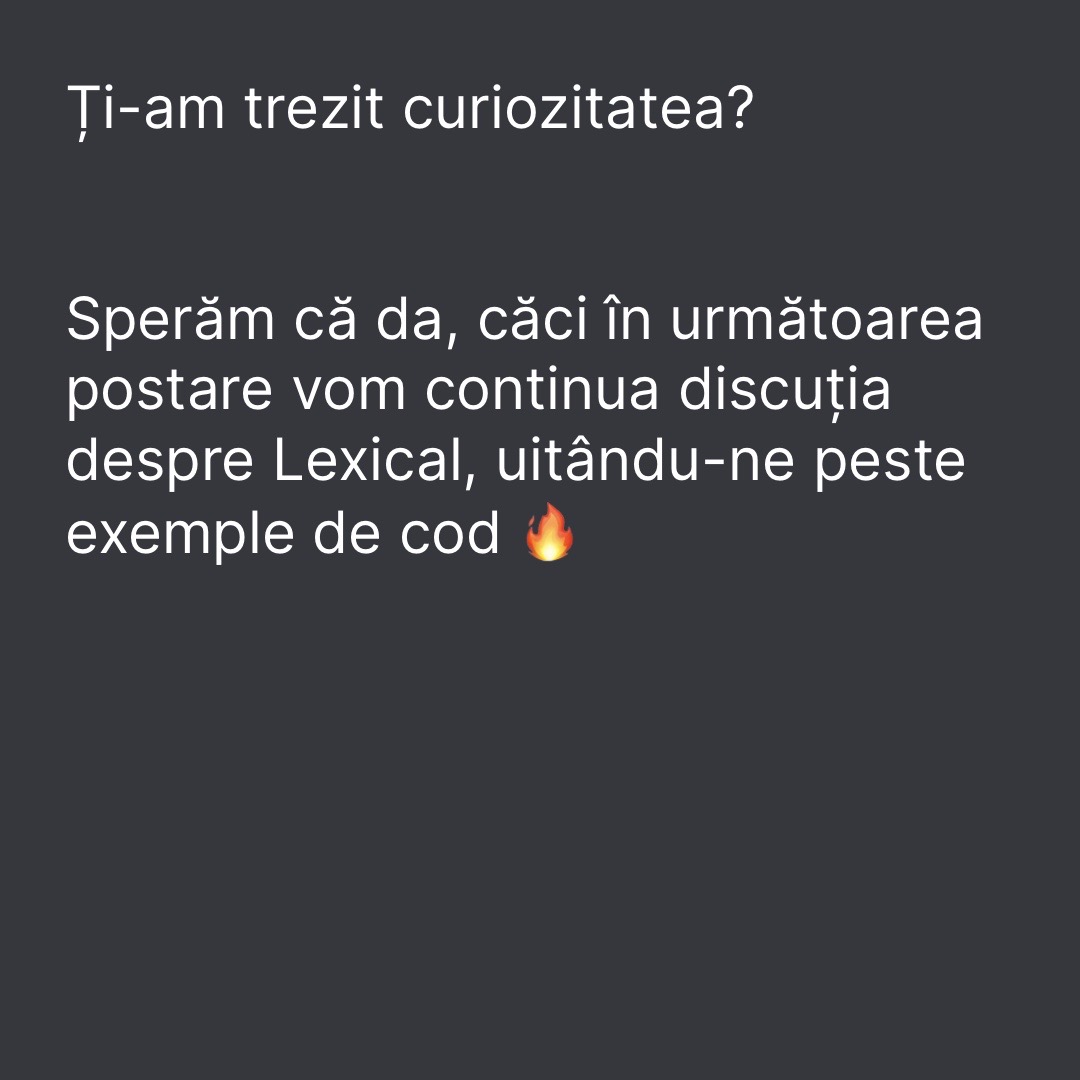 Ți-am trezit curiozitatea?
Sperăm că da, căci în următoarea
postare vom continua discuția
despre Lexical, uitându-ne peste
exemple de cod 🔥